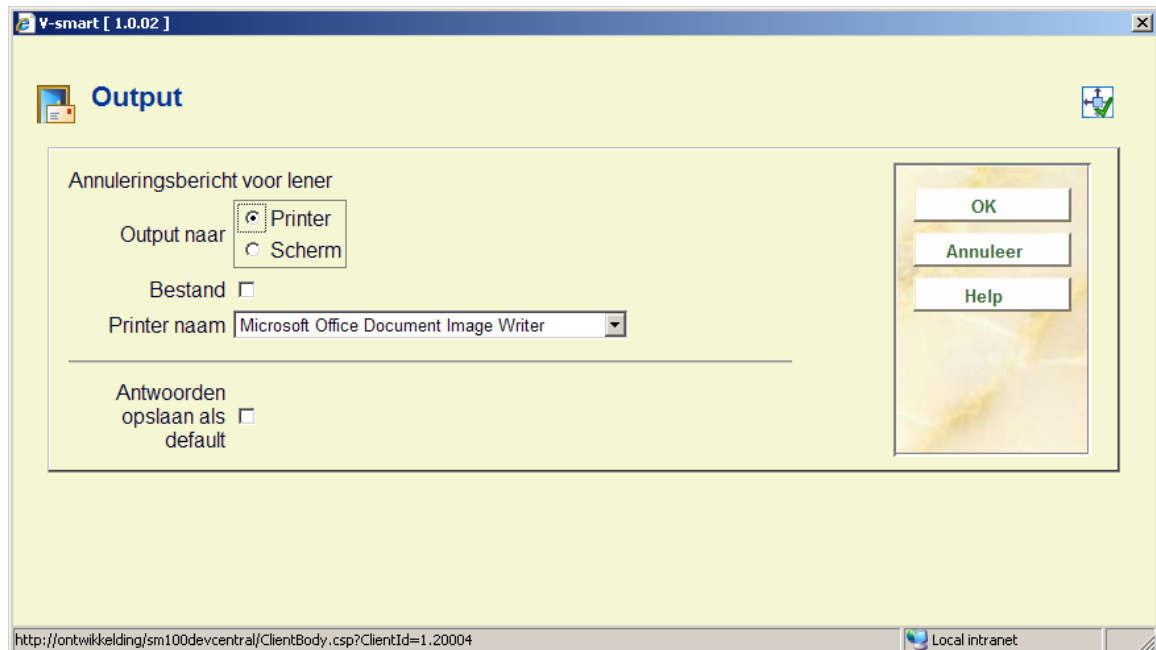 V-smart [ 1.0.02 ]
Output
Annuleringsbericht voor lener
Output naar
Printer
Scherm
Bestand
Printer naam Microsoft Office Document Image Writer
Antwoorden
opslaan als
default
OK
Annuleer
Help
http://ontwikkelding/sm100devcentral/ClientBody.csp?ClientId=1.20004
Local intranet